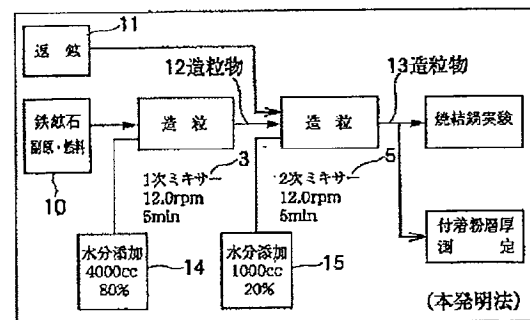 11
返鉱
12造粒物
13造粒物
鉄鉱石
副原・燃料
造粒
造粒
焼結鍋実験
10
3
5
1次ミキサー
12.0rpm
5min
2次ミキサー
12.0rpm
5min
水分添加
4000cc
80%
14
水分添加
1000cc
20%
15
付着粉層厚
測定
(本発明法)